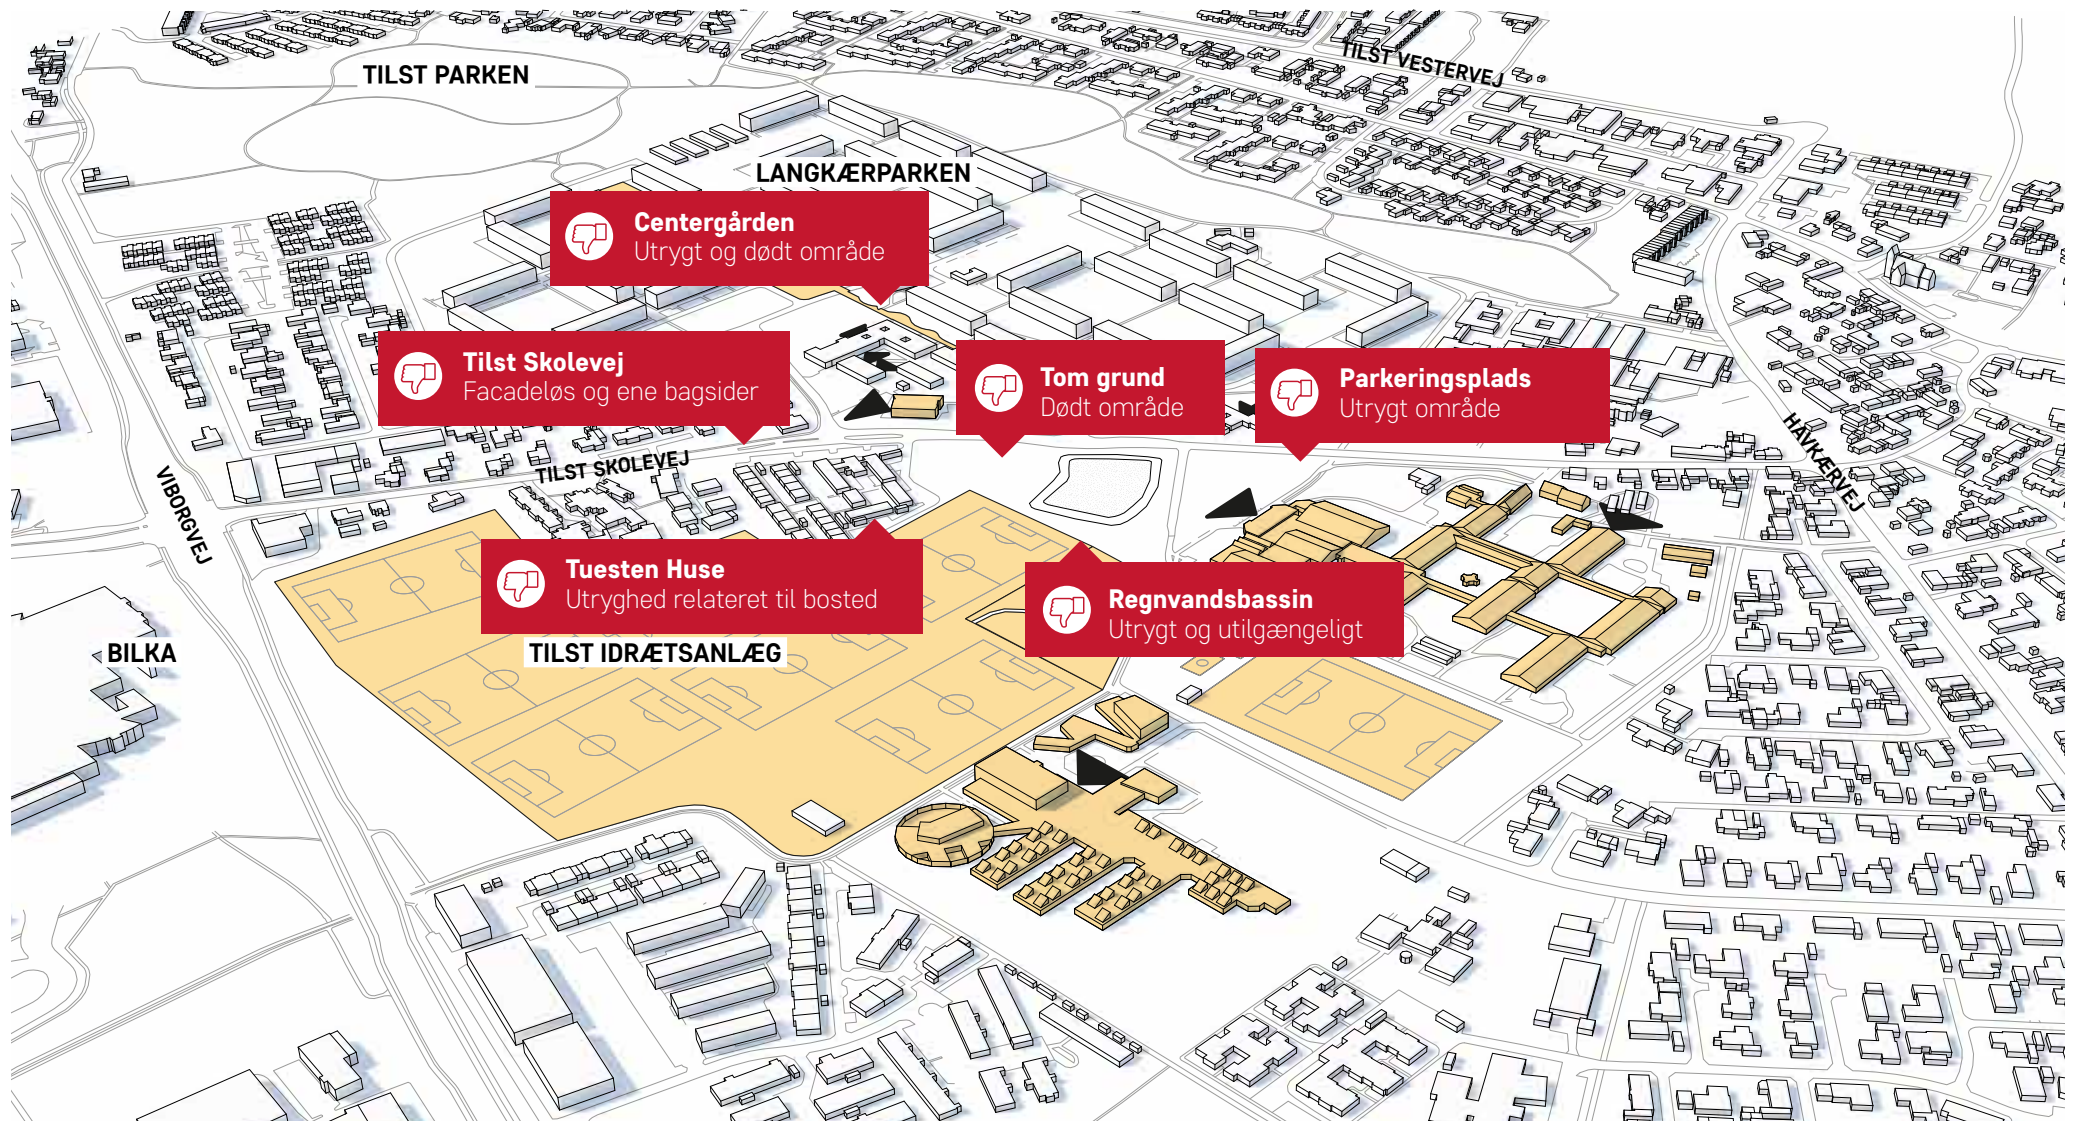 TILST VESTERVEJ
TILST PARKEN
LANGKÆRPARKEN
Centergården
Utrygt og dødt område
Tilst Skolevej
Facadeløs og ene bagsider
Tom grund
Dødt område
Parkeringsplads
Utrygt område
HAVKÆRVEJ
TILST SKOLEVEJ
VIBORGVEJ
Tuesten Huse
Utryghed relateret til bosted
Regnvandsbassin
Utrygt og utilgængeligt
BILKA
TILST IDRÆTSANLÆG